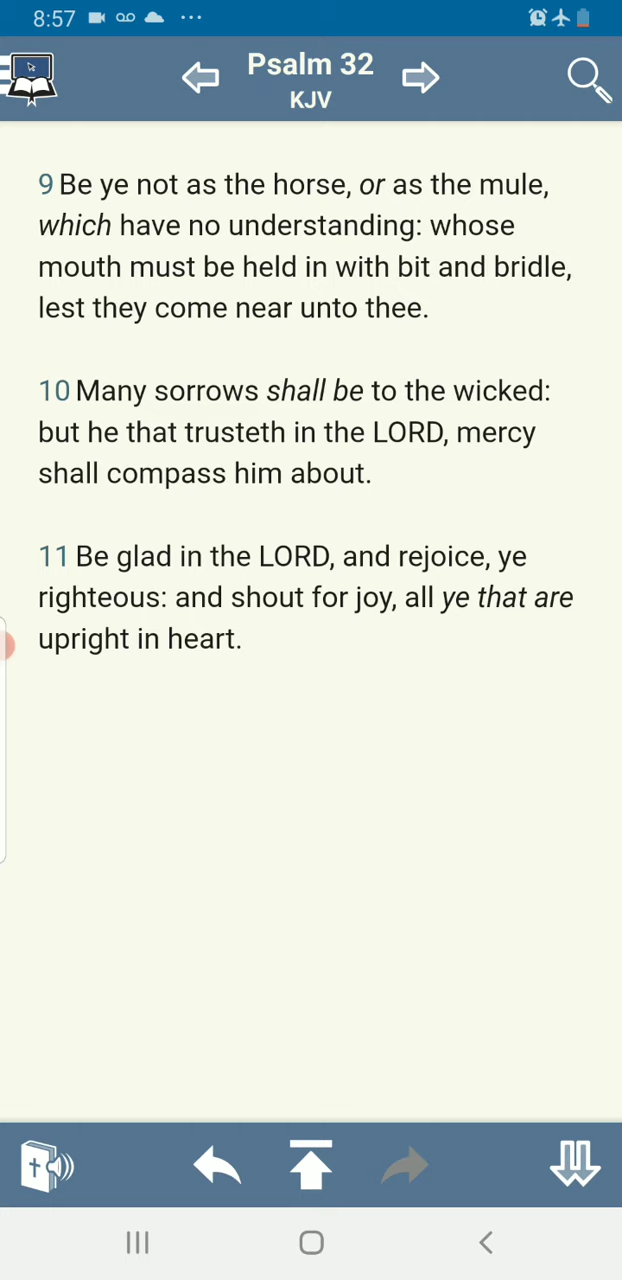 8:57
Psalm 32
KJV
9 Be ye not as the horse, or as the mule,
which have no understanding: whose
mouth must be held in with bit and bridle,
lest they come near unto thee.
10 Many sorrows shall be to the wicked:
but he that trusteth in the LORD, mercy
shall compass him about.
11 Be glad in the LORD, and rejoice, ye
righteous: and shout for joy, all ye that are
upright in heart.